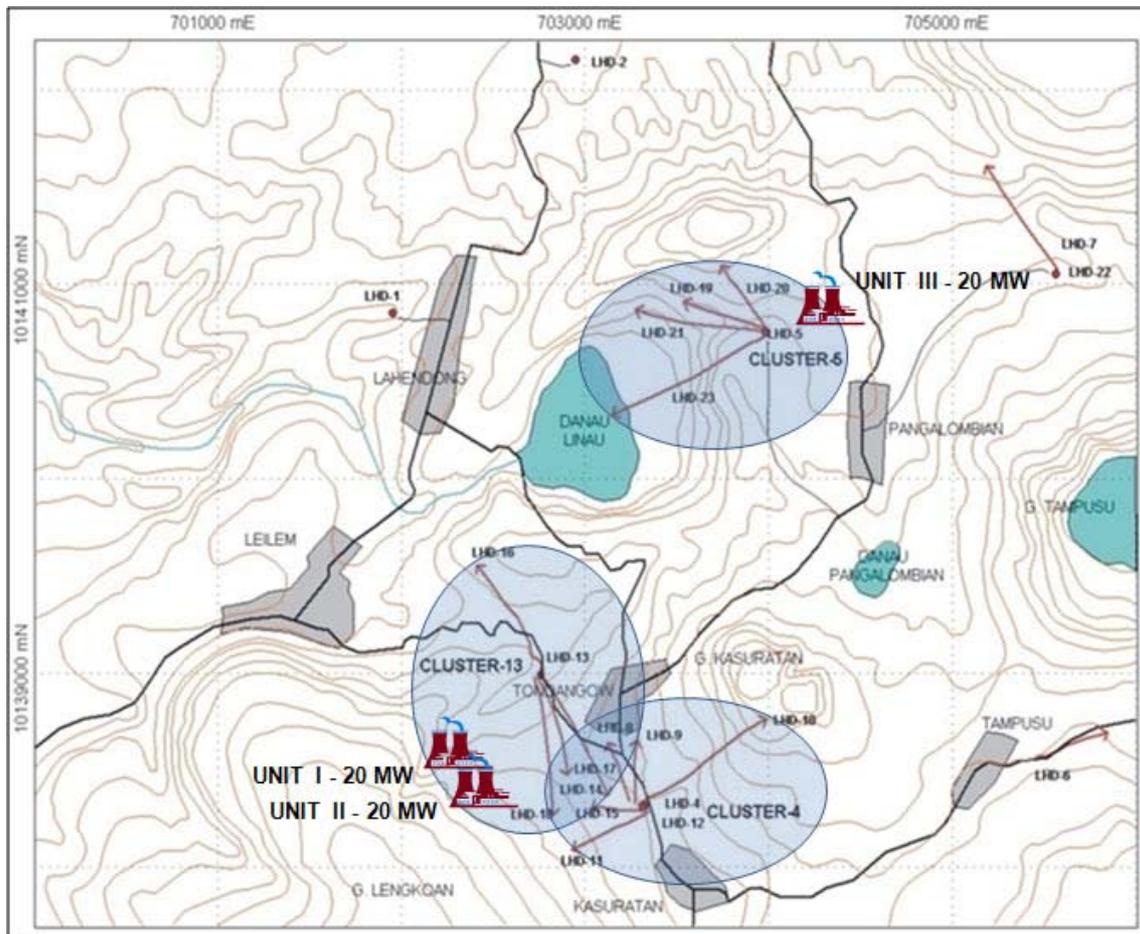 701000 mE
703000 mE
705000 mE
LHD-2
LHD-7
LHD-22
10141000 mN
LHD-1
LHD-19
LHD-20
UNIT III - 20 MW
LHD-21
LHD-5
CLUSTER-5
LAHENDONG
LHD-23
DANAU
LINAU
PANGALOMBIAN
G. TAMPUSU
LEILEM
LHD-16
DANAU
PANGALOMBIAN
10139000 mN
CLUSTER-13
LHD-13
G. KASURATAN
TONDANGOW
LHD-8
LHD-9
LHD-18
TAMPUSU
UNIT I - 20 MW
LHD-17
LHD-6
LHD-14
UNIT II - 20 MW
LHD-15
LHD-4
LHD-12
CLUSTER-4
LHD-11
G. LENGKOAN
KASURATAN